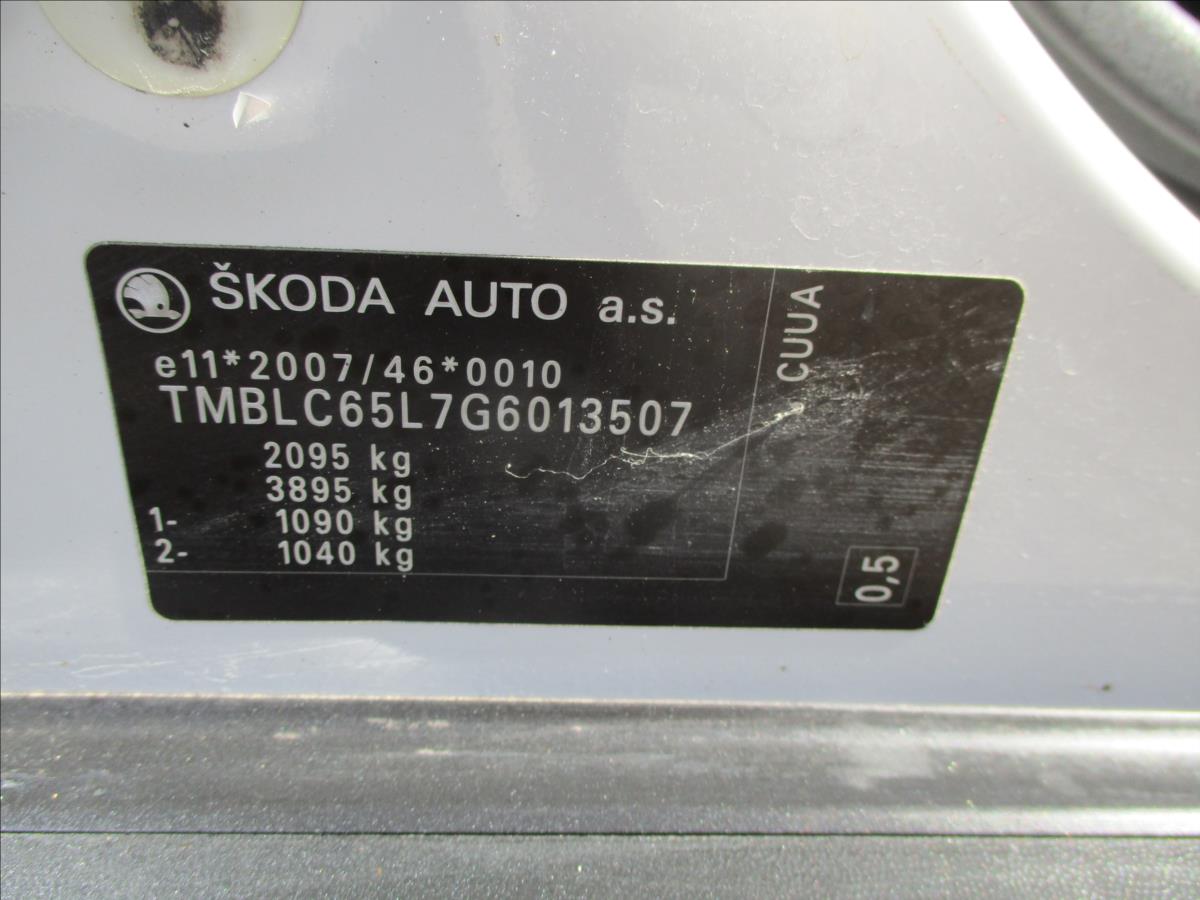 ŠKODA AUTO a.s.
e11*2007/46*0010
TMBLC65L7G6013507
2095 kg
3895 kg
1- 1090 kg
2- 1040 kg
CUUA
0,5